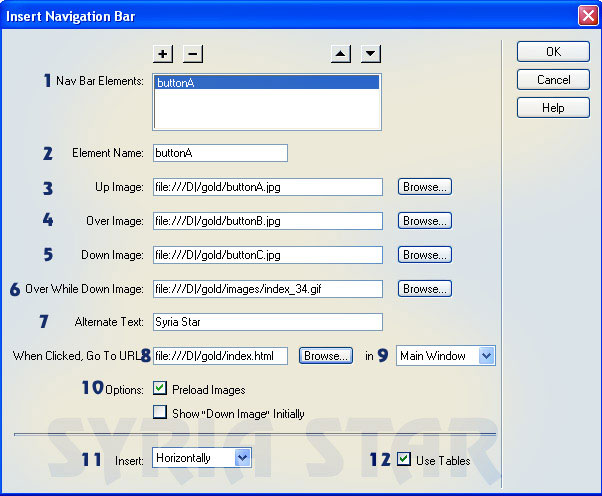 Insert Navigation Bar
OK
1 Nav Bar Elements: buttonA
Cancel
Help
2 Element Name: buttonA
3 Up Image: file:///D|/gold/buttonA.jpg Browse...
4 Over Image: file:///D|/gold/buttonB.jpg Browse...
5 Down Image: file:///D|/gold/buttonC.jpg Browse...
6 Over While Down Image: file:///D|/gold/images/index_34.gif Browse...
7 Alternate Text: Syria Star
When Clicked, Go To URL 8 file:///D|/gold/index.html Browse... in 9 Main Window
10 Options: Preload Images
Show "Down Image" Initially
SYRIA STAR
11 Insert: Horizontally 12 Use Tables